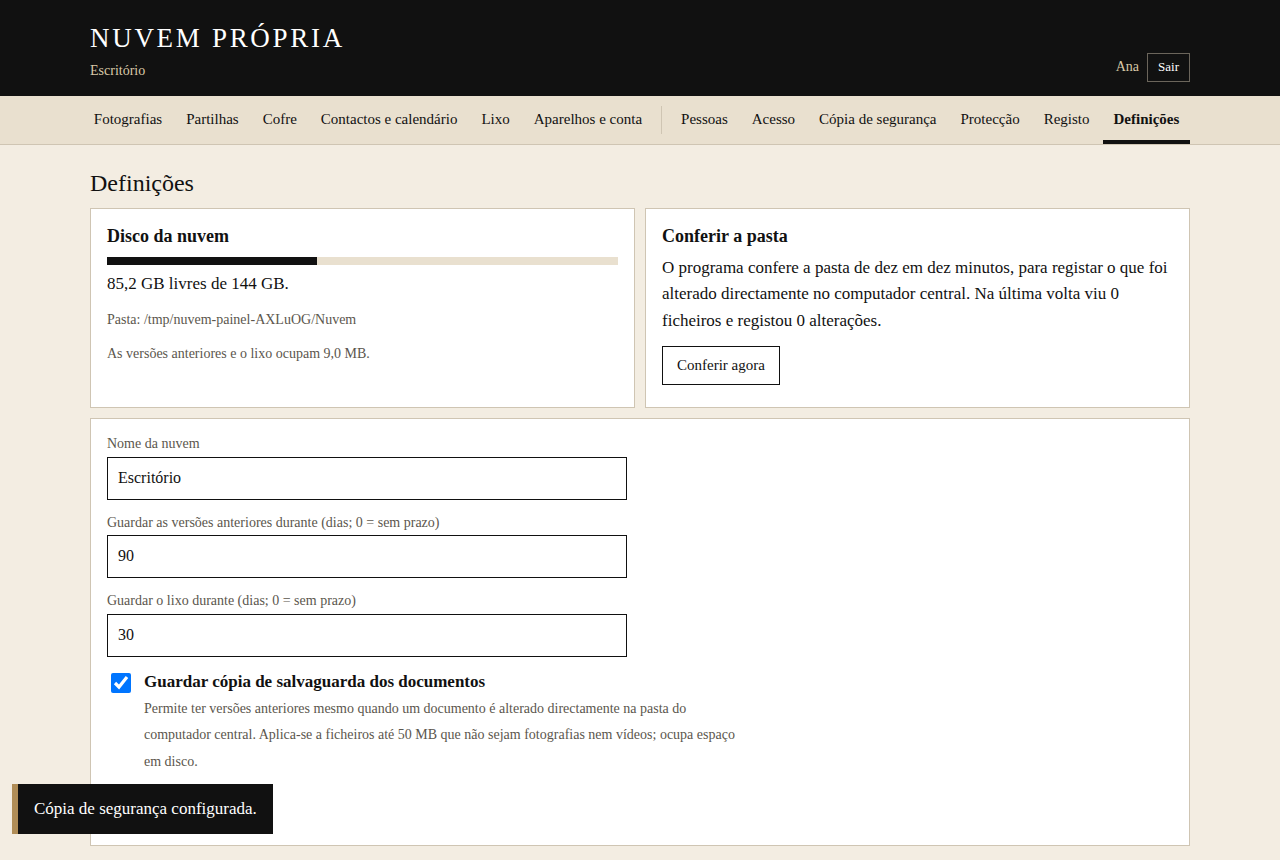 NUVEM PRÓPRIA
Escritório
Ana
Sair
Fotografias
Partilhas
Cofre
Contactos e calendário
Lixo
Aparelhos e conta
Pessoas
Acesso
Cópia de segurança
Protecção
Registo
Definições
Definições
Disco da nuvem
85,2 GB livres de 144 GB.
Pasta: /tmp/nuvem-painel-AXLuOG/Nuvem
As versões anteriores e o lixo ocupam 9,0 MB.
Conferir a pasta
O programa confere a pasta de dez em dez minutos, para registar o que foi
alterado directamente no computador central. Na última volta viu 0
ficheiros e registou 0 alterações.
Conferir agora
Nome da nuvem
Escritório
Guardar as versões anteriores durante (dias; 0 = sem prazo)
90
Guardar o lixo durante (dias; 0 = sem prazo)
30
Guardar cópia de salvaguarda dos documentos
Permite ter versões anteriores mesmo quando um documento é alterado directamente na pasta do
computador central. Aplica-se a ficheiros até 50 MB que não sejam fotografias nem vídeos; ocupa espaço
em disco.
Cópia de segurança configurada.